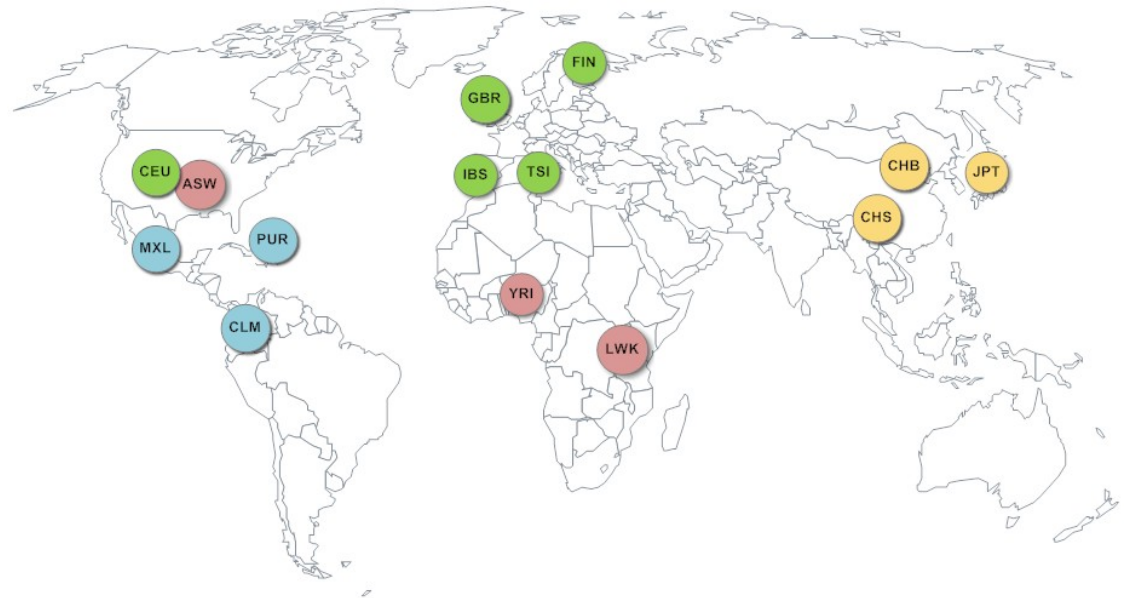 FIN
GBR
CEU
ASW
IBS
TSI
CHB
JPT
CHS
MXL
PUR
YRI
CLM
LWK